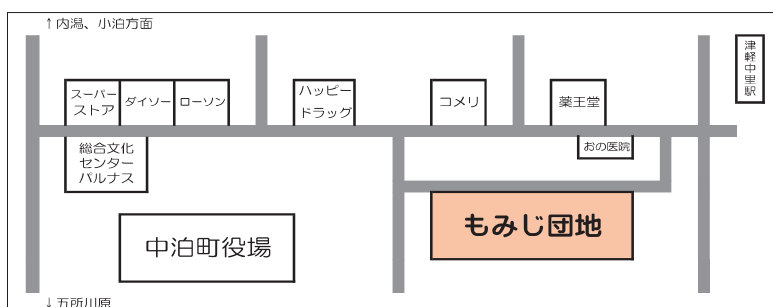 ↑内潟、小泊方面
スーパー
ストア
ダイソー
ローソン
ハッピー
ドラッグ
コメリ
薬王堂
津軽中里駅
総合文化
センター
パルナス
おの医院
中泊町役場
もみじ団地
↓五所川原